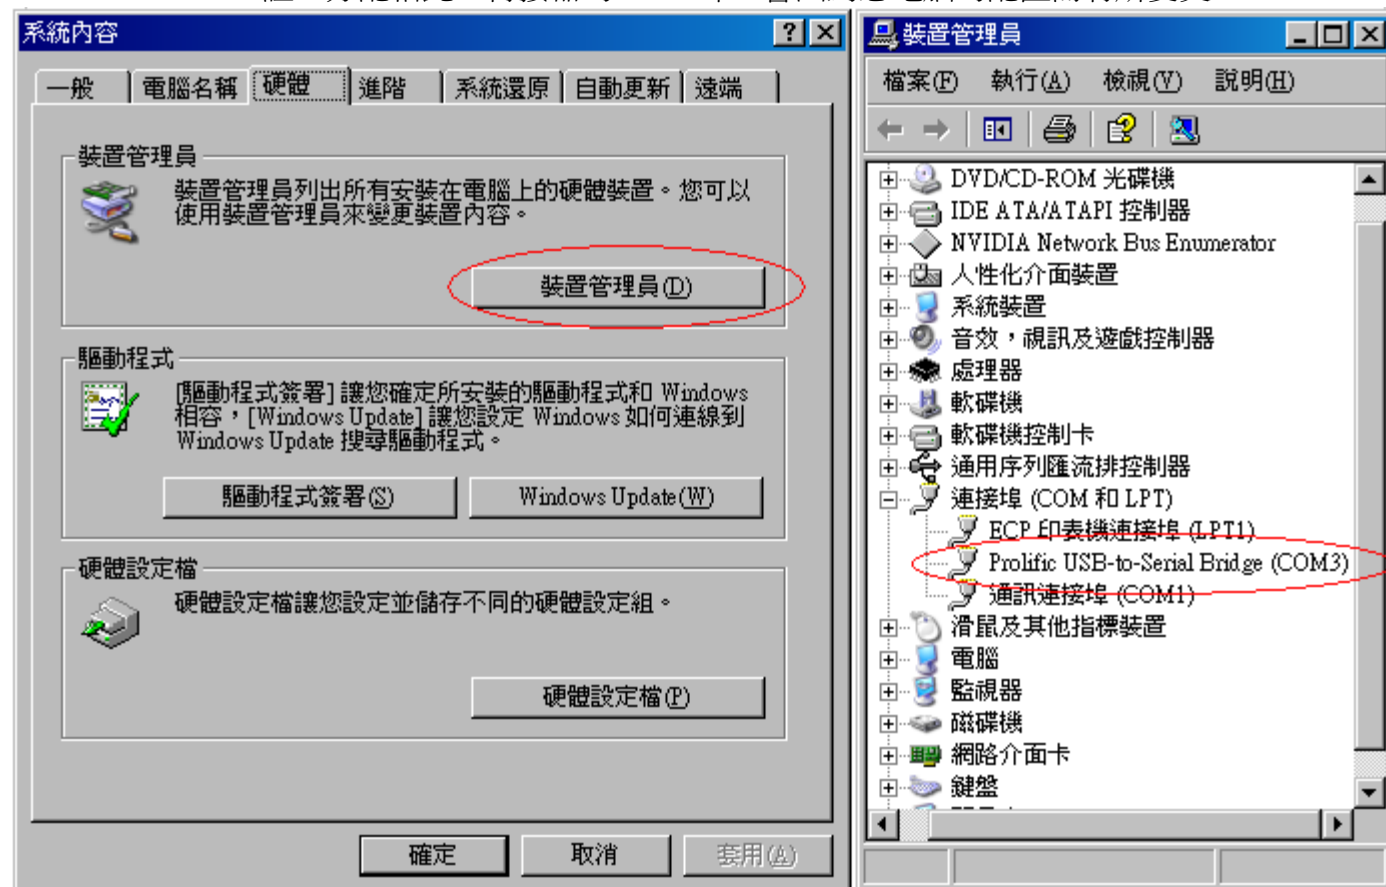 系統內容
一般
電腦名稱
硬體
進階
系統還原
自動更新
遠端
裝置管理員
裝置管理員列出所有安裝在電腦上的硬體裝置。您可以
使用裝置管理員來變更裝置內容。
裝置管理員(D)
驅動程式
[驅動程式簽署] 讓您確定所安裝的驅動程式和 Windows
相容，[Windows Update] 讓您設定 Windows 如何連線到
Windows Update 搜尋驅動程式。
驅動程式簽署(S)
Windows Update(W)
硬體設定檔
硬體設定檔讓您設定並儲存不同的硬體設定組。
硬體設定檔(P)
確定
取消
套用(A)
裝置管理員
檔案(F) 執行(A) 檢視(V) 說明(H)
DVD/CD-ROM 光碟機
IDE ATA/ATAPI 控制器
NVIDIA Network Bus Enumerator
人性化介面裝置
系統裝置
音效，視訊及遊戲控制器
處理器
軟碟機
軟碟機控制卡
通用序列匯流排控制器
連接埠 (COM 和 LPT)
ECP 印表機連接埠 (LPT1)
Prolific USB-to-Serial Bridge (COM3)
通訊連接埠 (COM1)
滑鼠及其他指標裝置
電腦
監視器
磁碟機
網路介面卡
鍵盤